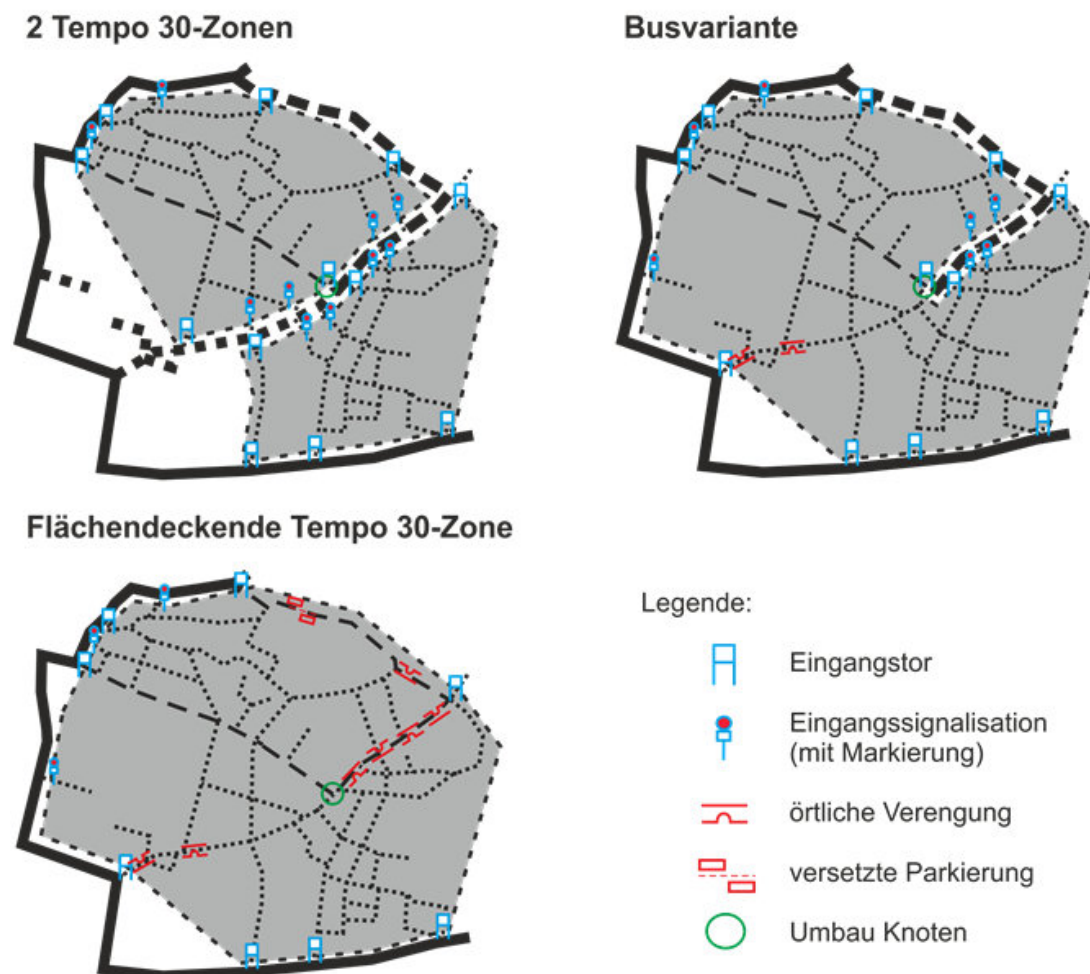 2 Tempo 30-Zonen
Busvariante
Flächendeckende Tempo 30-Zone
Legende:
Eingangstor
Eingangssignalisation
(mit Markierung)
örtliche Verengung
versetzte Parkierung
Umbau Knoten